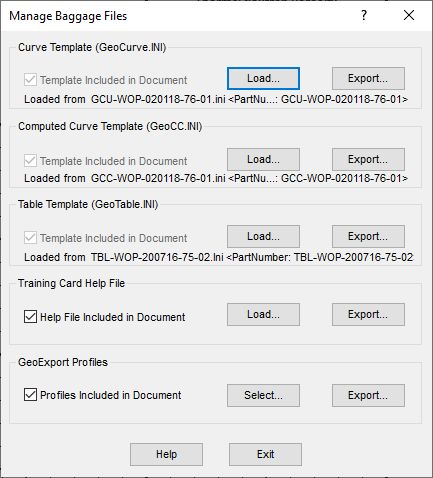 Manage Baggage Files
Curve Template (GeoCurve.INI)
Template Included in Document Load... Export...
Loaded from GCU-WOP-020118-76-01.ini <PartNu...: GCU-WOP-020118-76-01>
Computed Curve Template (GeoCC.INI)
Template Included in Document Load... Export...
Loaded from GCC-WOP-020118-76-01.Ini <PartNu...: GCC-WOP-020118-76-01>
Table Template (GeoTable.INI)
Template Included in Document Load... Export...
Loaded from TBL-WOP-200716-75-02.Ini <PartNumber: TBL-WOP-200716-75-02
Training Card Help File
Help File Included in Document Load... Export...
GeoExport Profiles
Profiles Included in Document Select... Export...
Help Exit